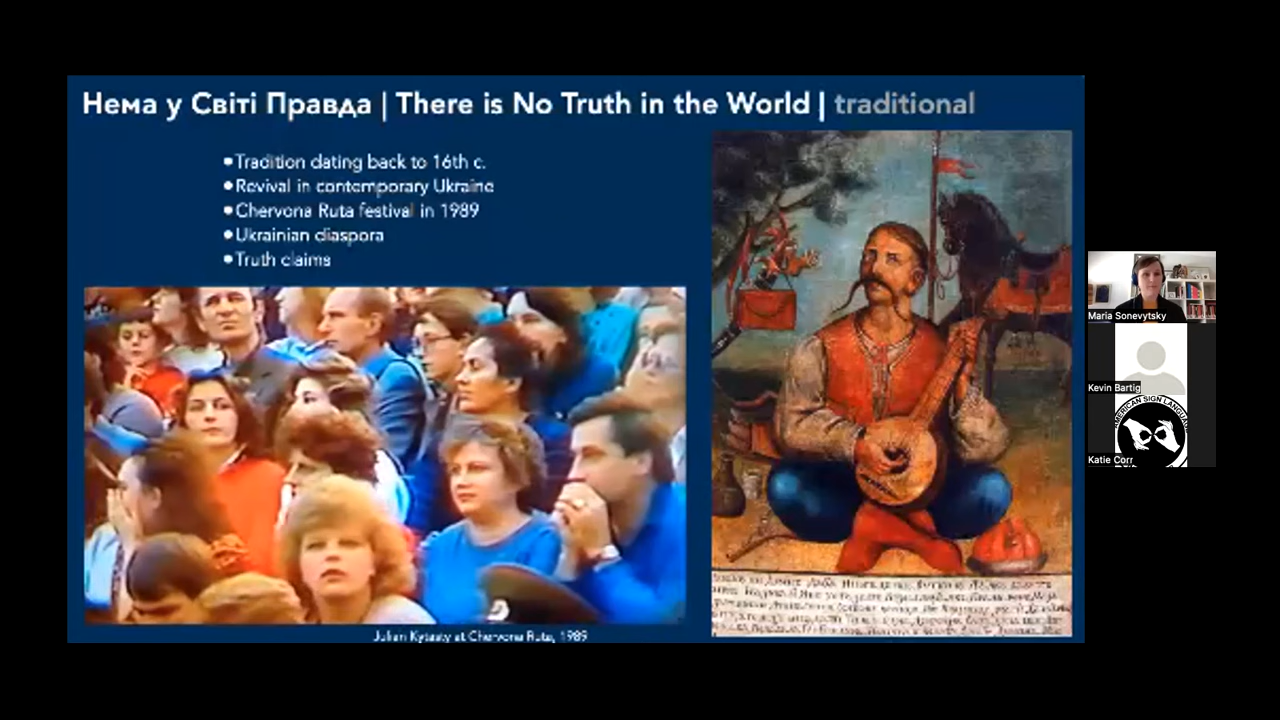 Нема у Світі Правда | There is No Truth in the World | traditional
•Tradition dating back to 16th c.
•Revival in contemporary Ukraine
•Chervona Ruta festival in 1989
•Ukrainian diaspora
•Truth claims
Julian Kytasty at Chervona Ruta, 1989
Maria Sonevytsky
Kevin Bartig
AMERICAN SIGN LANGUAGE
Katie Corr